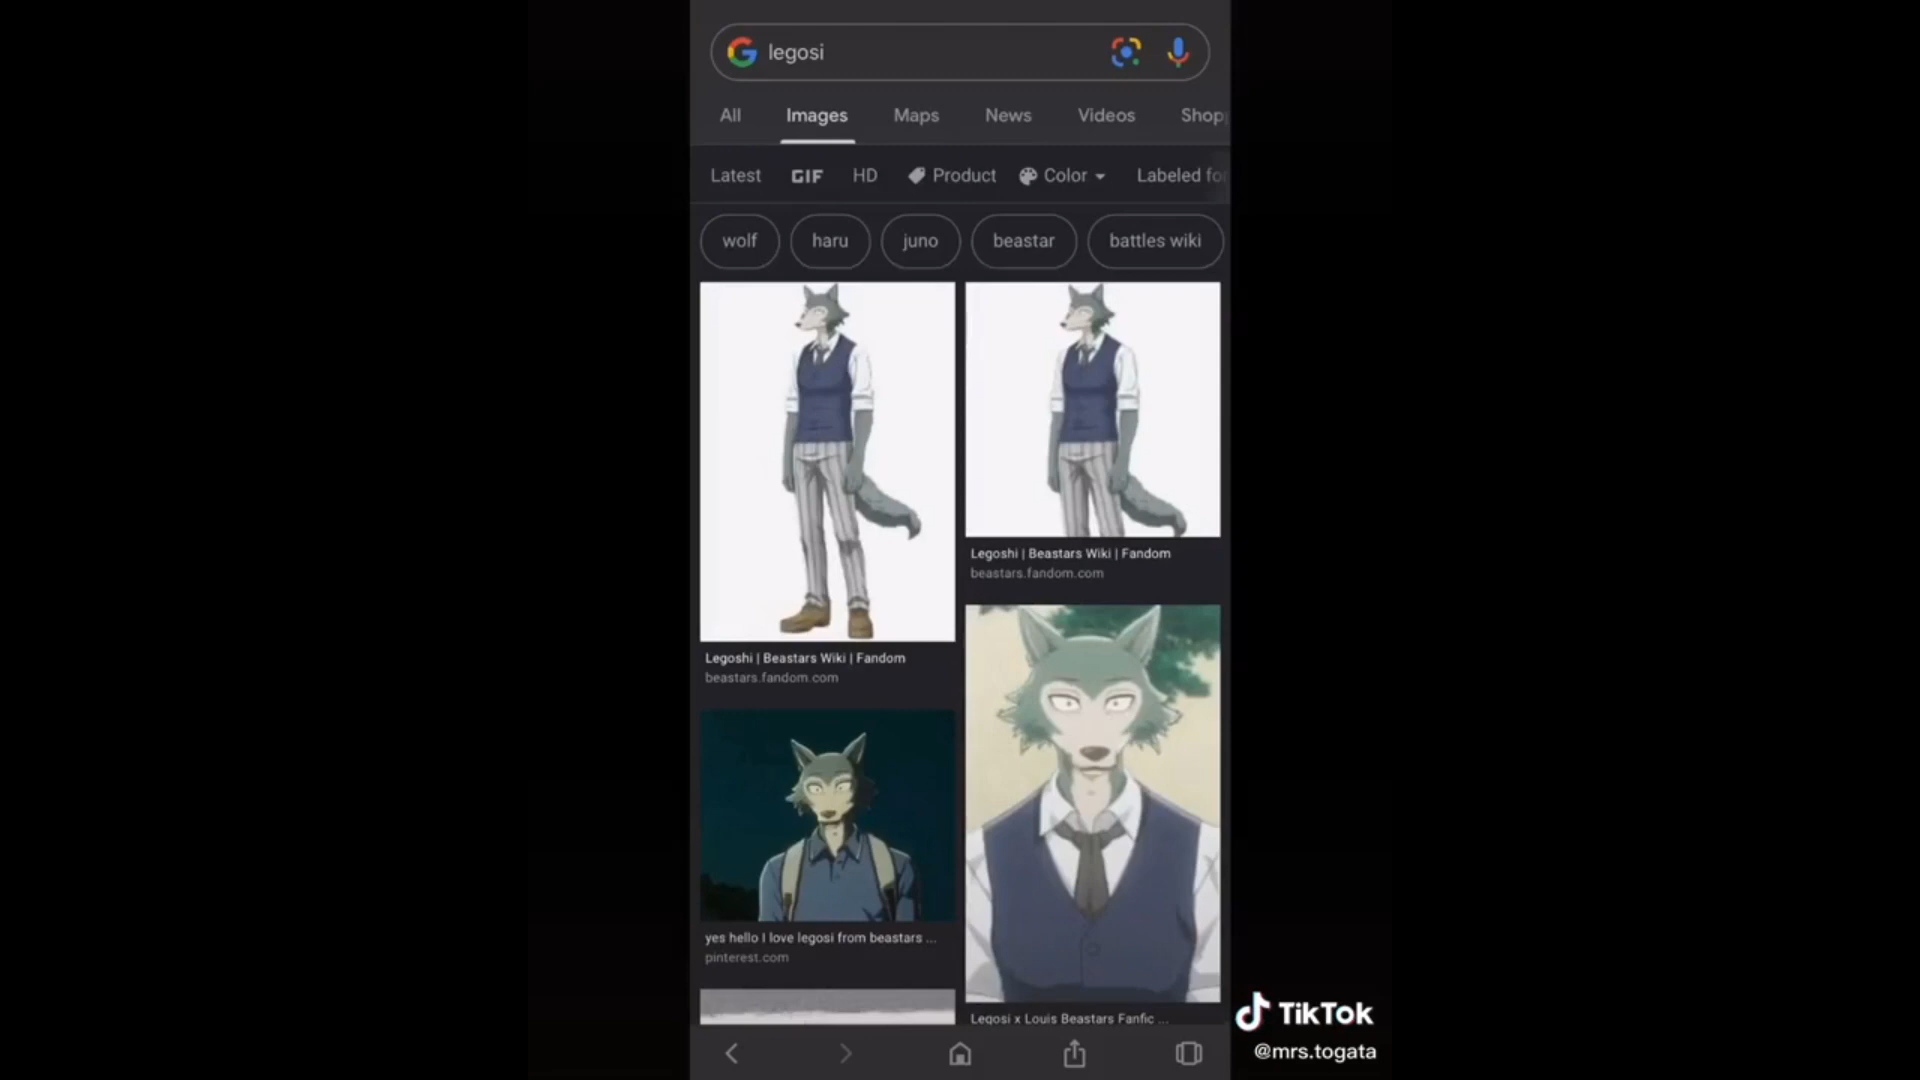 legosi
All Images Maps News Videos Shop
Latest GIF HD Product Color Labeled for
wolf haru juno beastar battles wiki
Legoshi | Beastars Wiki | Fandom
beastars.fandom.com
Legoshi | Beastars Wiki | Fandom
beastars.fandom.com
yes hello I love legosi from beastars ...
pinterest.com
Legosi x Louis Beastars Fanfic ...
TikTok
@mrs.togata